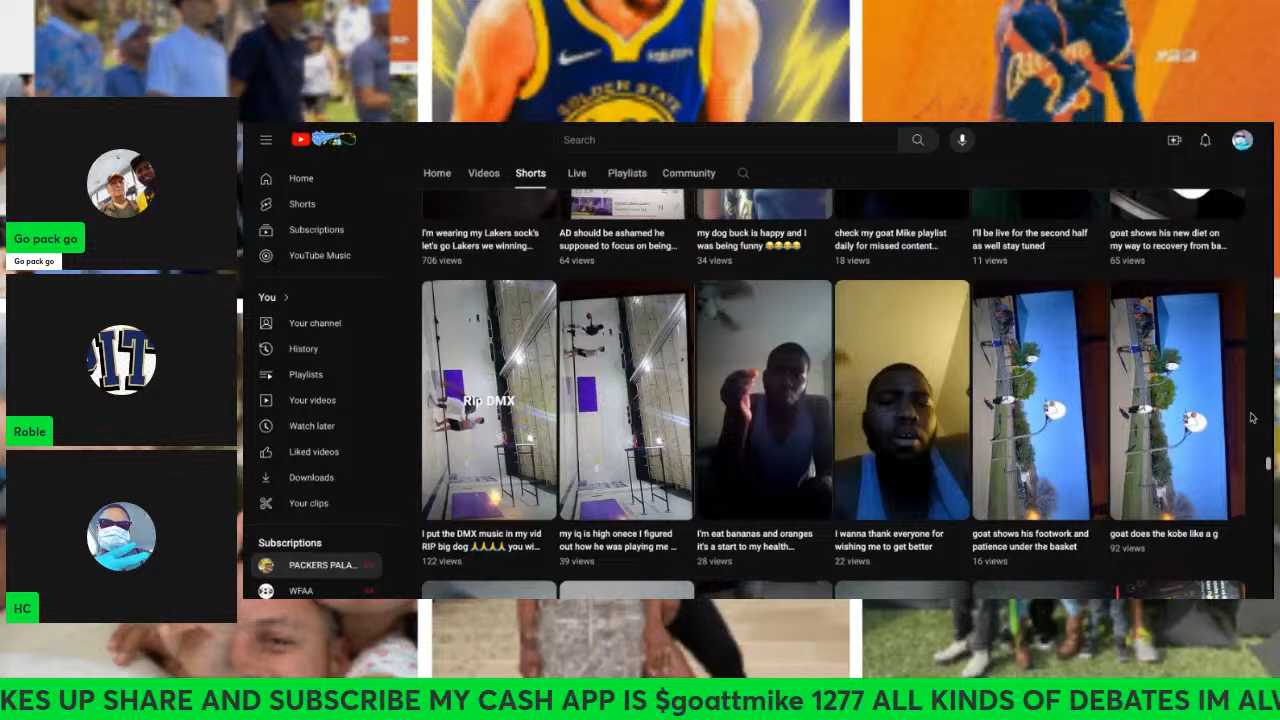 GOLDEN STATE
Go pack go
Go pack go
Roble
HC
Search
Home
Videos
Shorts
Live
Playlists
Community
Home
Shorts
Subscriptions
YouTube Music
You
Your channel
History
Playlists
Your videos
Watch later
Liked videos
Downloads
Your clips
Subscriptions
PACKERS PALA...
WFAA
I'm wearing my Lakers sock's
let's go Lakers we winning...
706 views
AD should be ashamed he
supposed to focus on being...
64 views
my dog buck is happy and I
was being funny 😂😂😂😂
34 views
check my goat Mike playlist
daily for missed content...
18 views
I'll be live for the second half
as well stay tuned
11 views
goat shows his new diet on
my way to recovery from ba...
65 views
Rip DMX
I put the DMX music in my vid
RIP big dog 🙏🙏🙏🙏 you wi...
122 views
my iq is high onece I figured
out how he was playing me ...
39 views
I'm eat bananas and oranges
it's a start to my health...
28 views
I wanna thank everyone for
wishing me to get better
22 views
goat shows his footwork and
patience under the basket
16 views
goat does the kobe like a g
92 views
KES UP SHARE AND SUBSCRIBE MY CASH APP IS $goattmike 1277 ALL KINDS OF DEBATES IM ALV